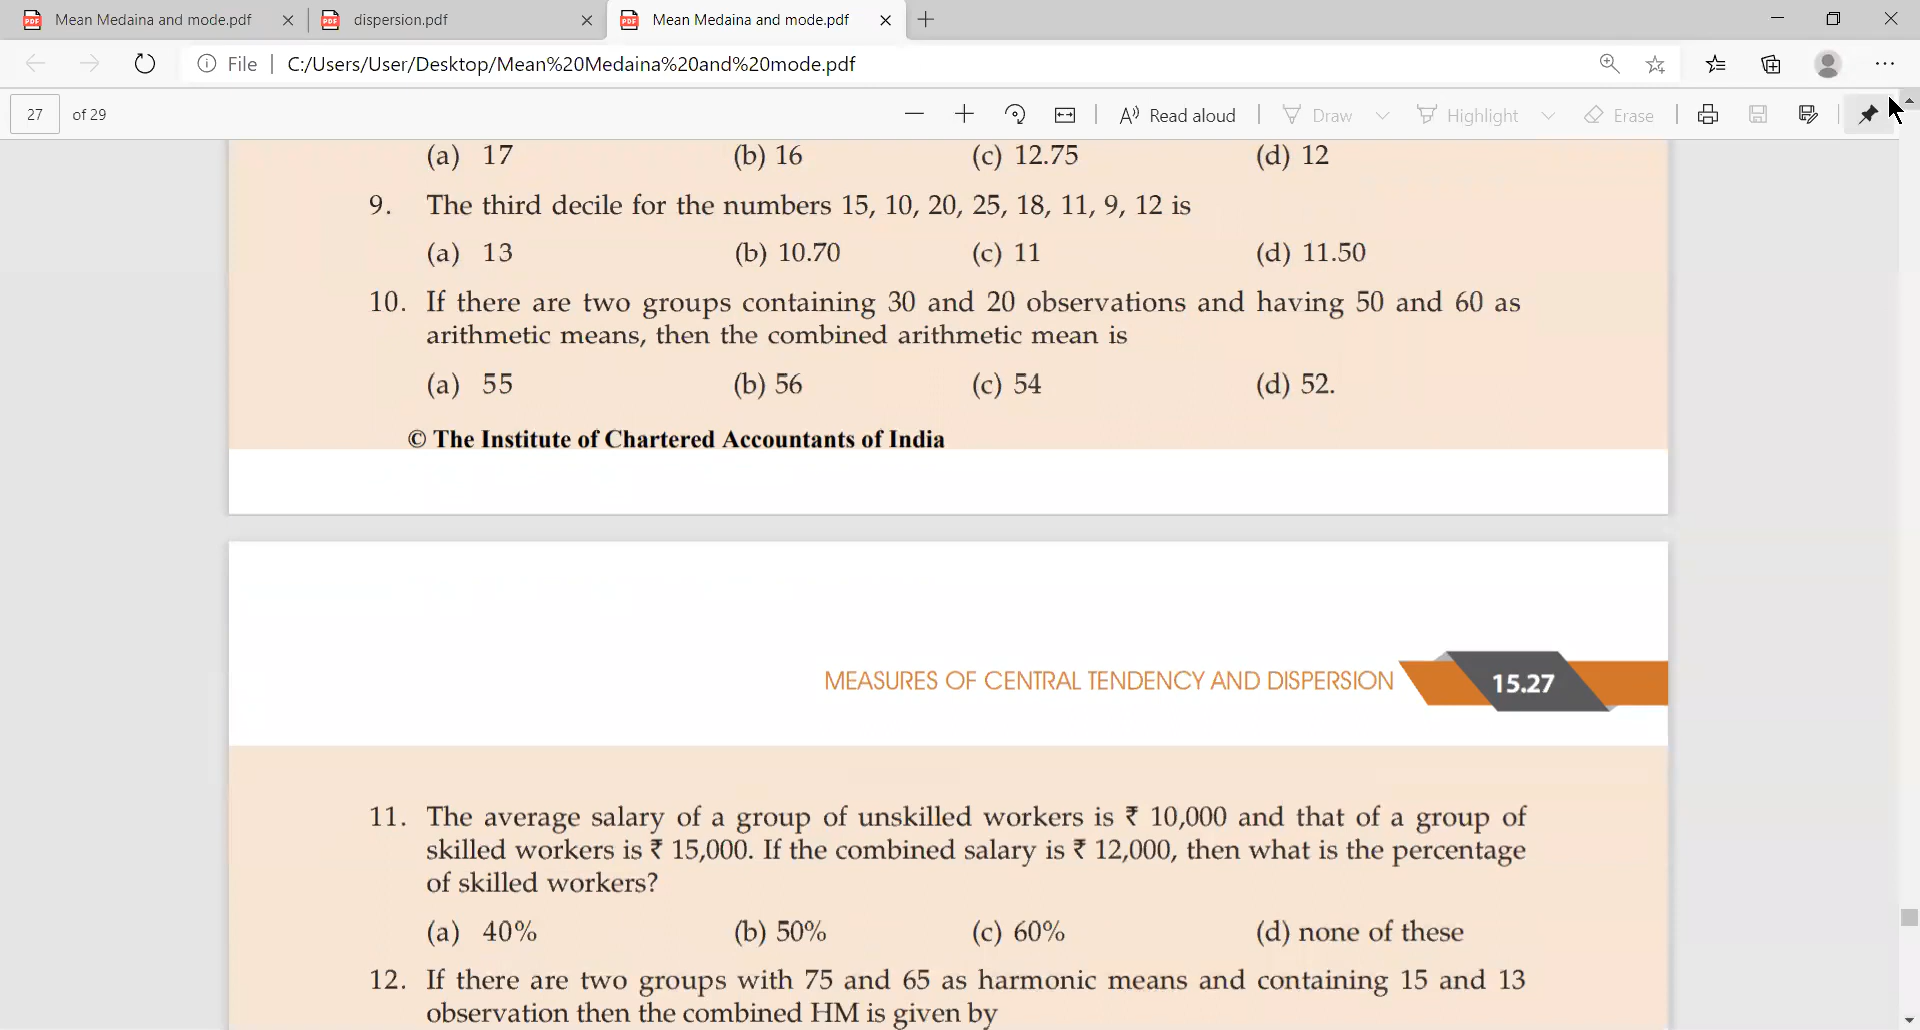 Mean Medaina and mode.pdf
dispersion.pdf
Mean Medaina and mode.pdf
File
C:/Users/User/Desktop/Mean%20Medaina%20and%20mode.pdf
27 of 29
Read aloud
Draw
Highlight
Erase
(a) 17 (b) 16 (c) 12.75 (d) 12
9. The third decile for the numbers 15, 10, 20, 25, 18, 11, 9, 12 is
(a) 13 (b) 10.70 (c) 11 (d) 11.50
10. If there are two groups containing 30 and 20 observations and having 50 and 60 as
arithmetic means, then the combined arithmetic mean is
(a) 55 (b) 56 (c) 54 (d) 52.
© The Institute of Chartered Accountants of India
MEASURES OF CENTRAL TENDENCY AND DISPERSION 15.27
11. The average salary of a group of unskilled workers is ₹ 10,000 and that of a group of
skilled workers is ₹ 15,000. If the combined salary is ₹ 12,000, then what is the percentage
of skilled workers?
(a) 40% (b) 50% (c) 60% (d) none of these
12. If there are two groups with 75 and 65 as harmonic means and containing 15 and 13
observation then the combined HM is given by